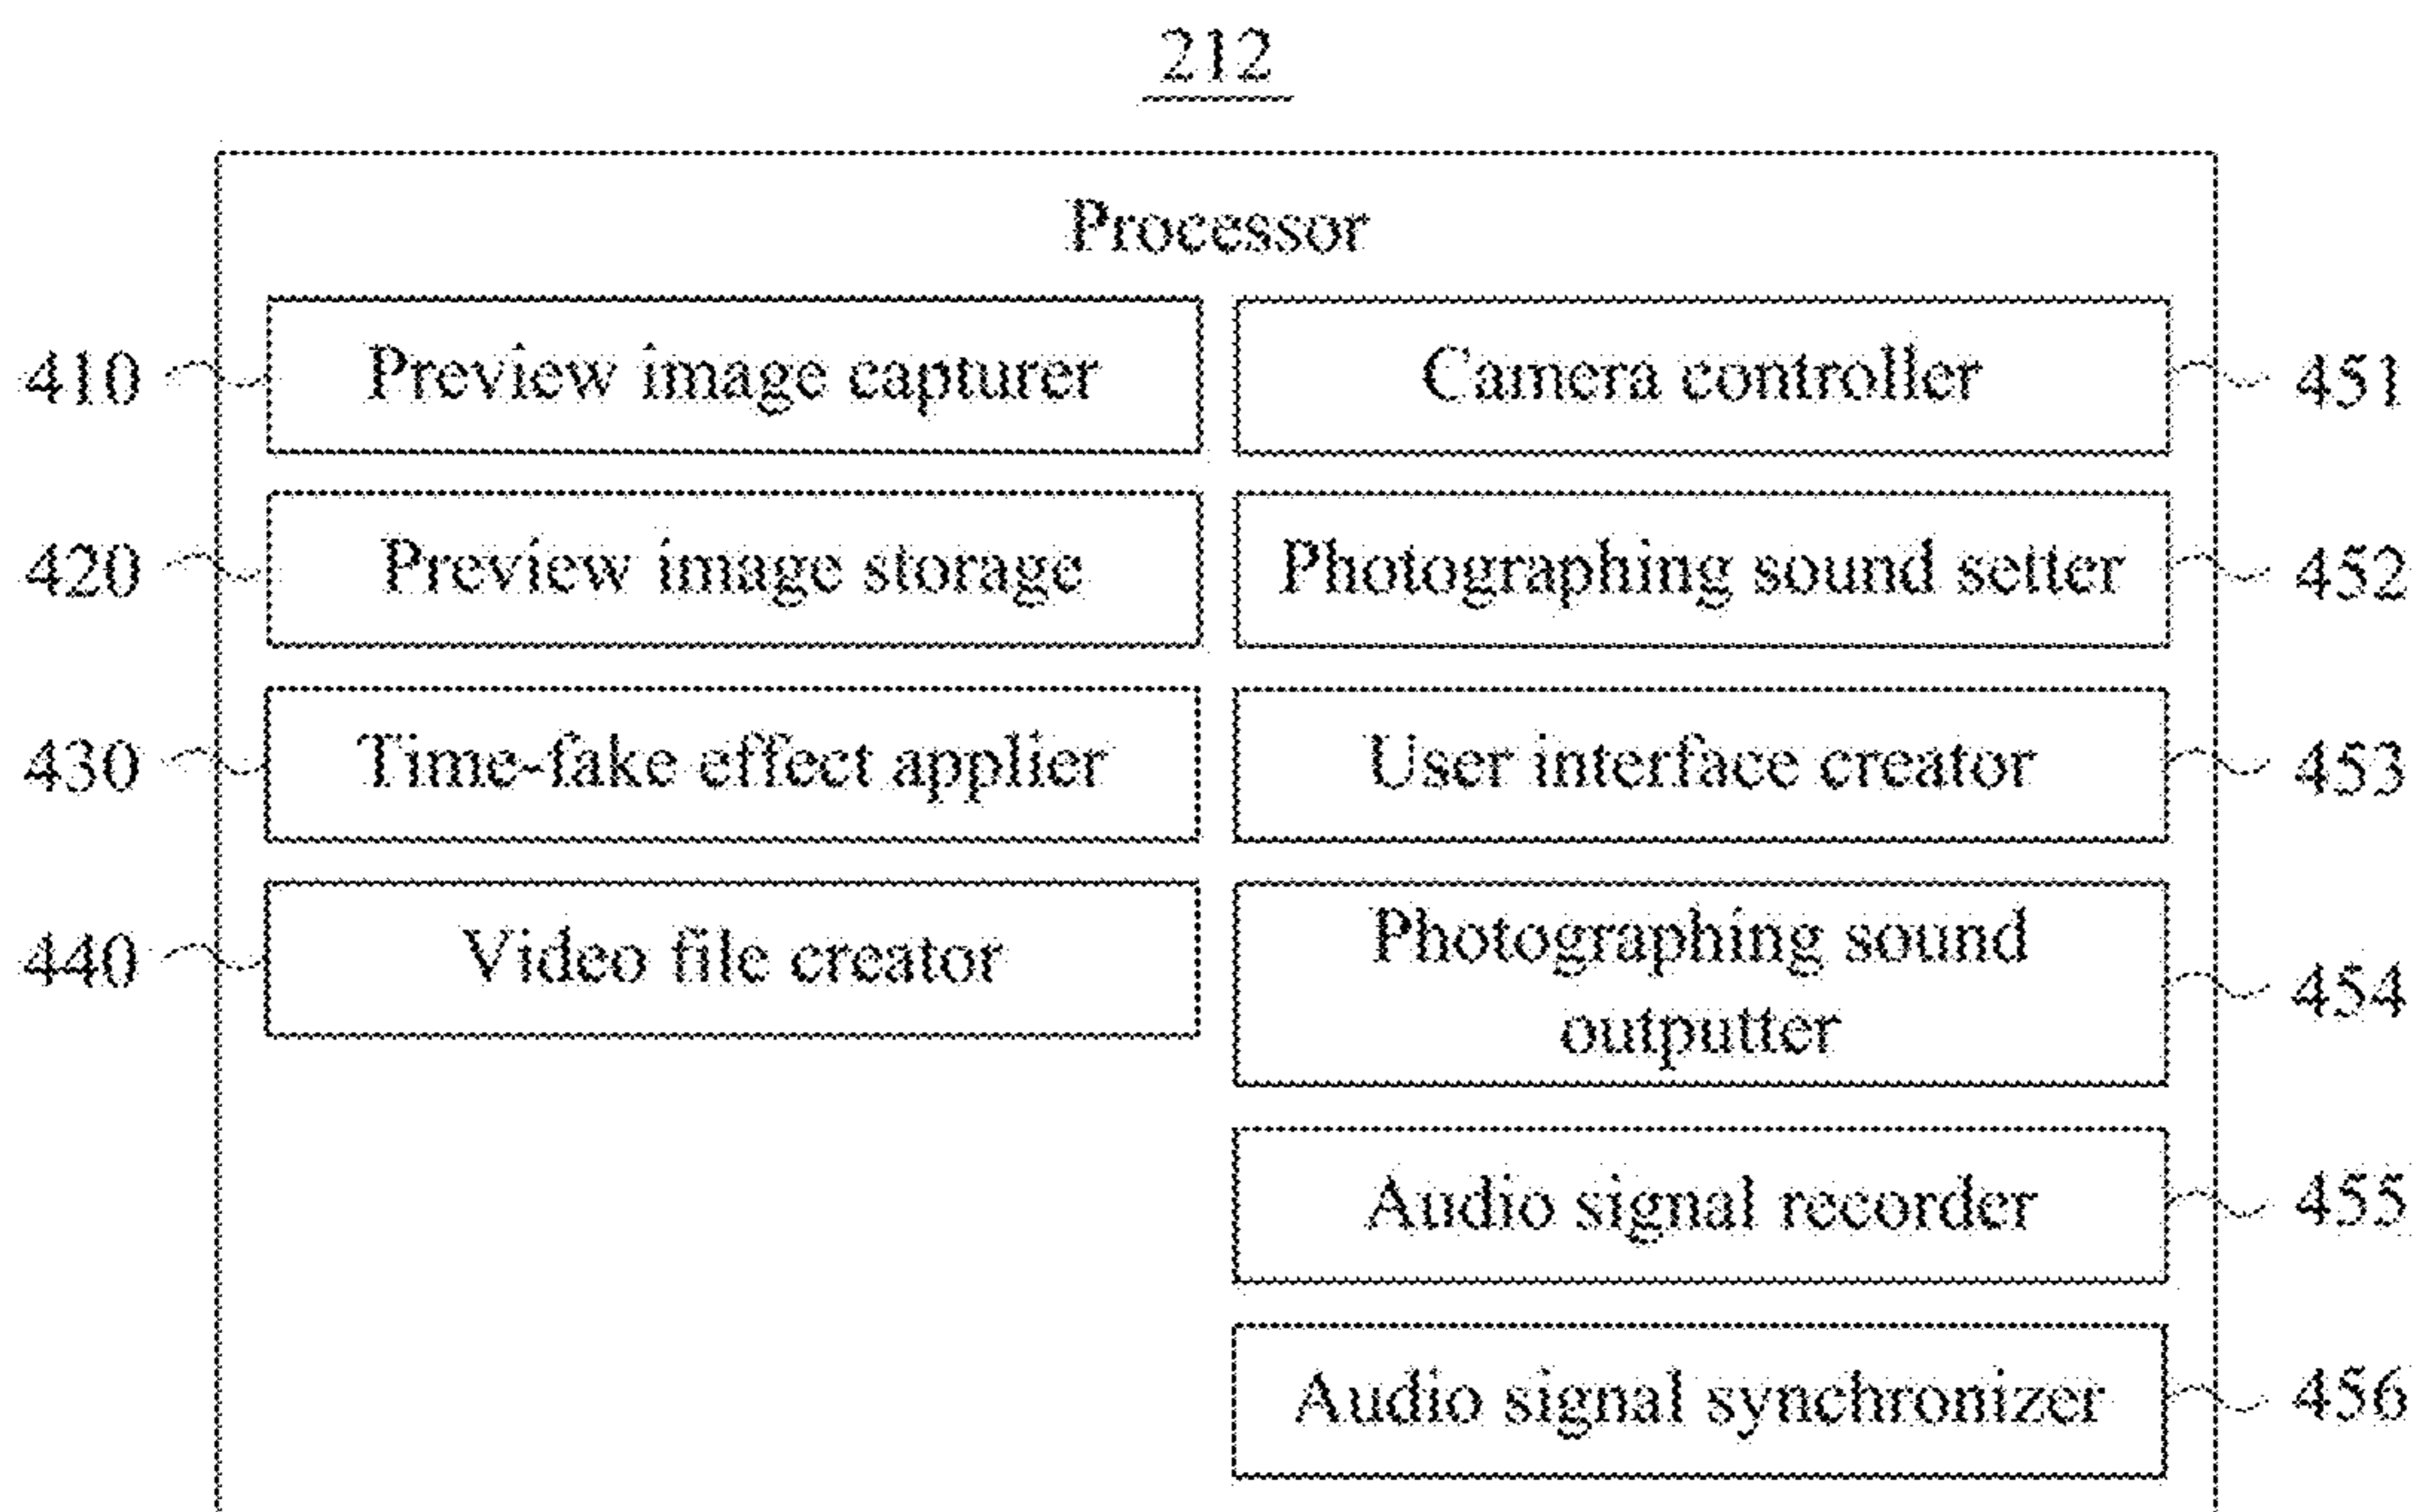 212
Processor
410 Preview image capturer Camera controller 451
420 Preview image storage Photographing sound setter 452
430 Time-fake effect applier User interface creator 453
440 Video file creator Photographing sound outputter 454
Audio signal recorder 455
Audio signal synchronizer 456